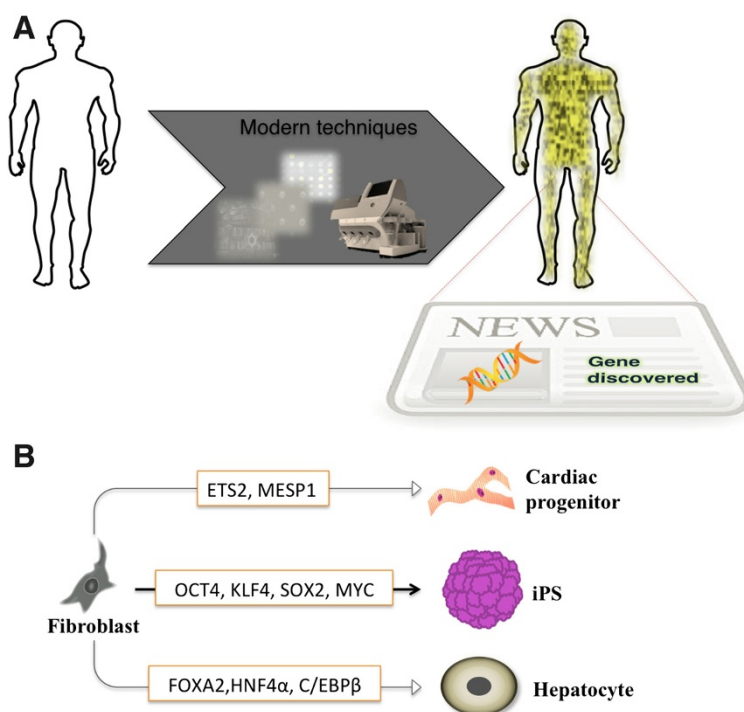 A
Modern techniques
NEWS
Gene
discovered
B
ETS2, MESP1
Cardiac
progenitor
OCT4, KLF4, SOX2, MYC
iPS
Fibroblast
FOXA2,HNF4α, C/EBPβ
Hepatocyte